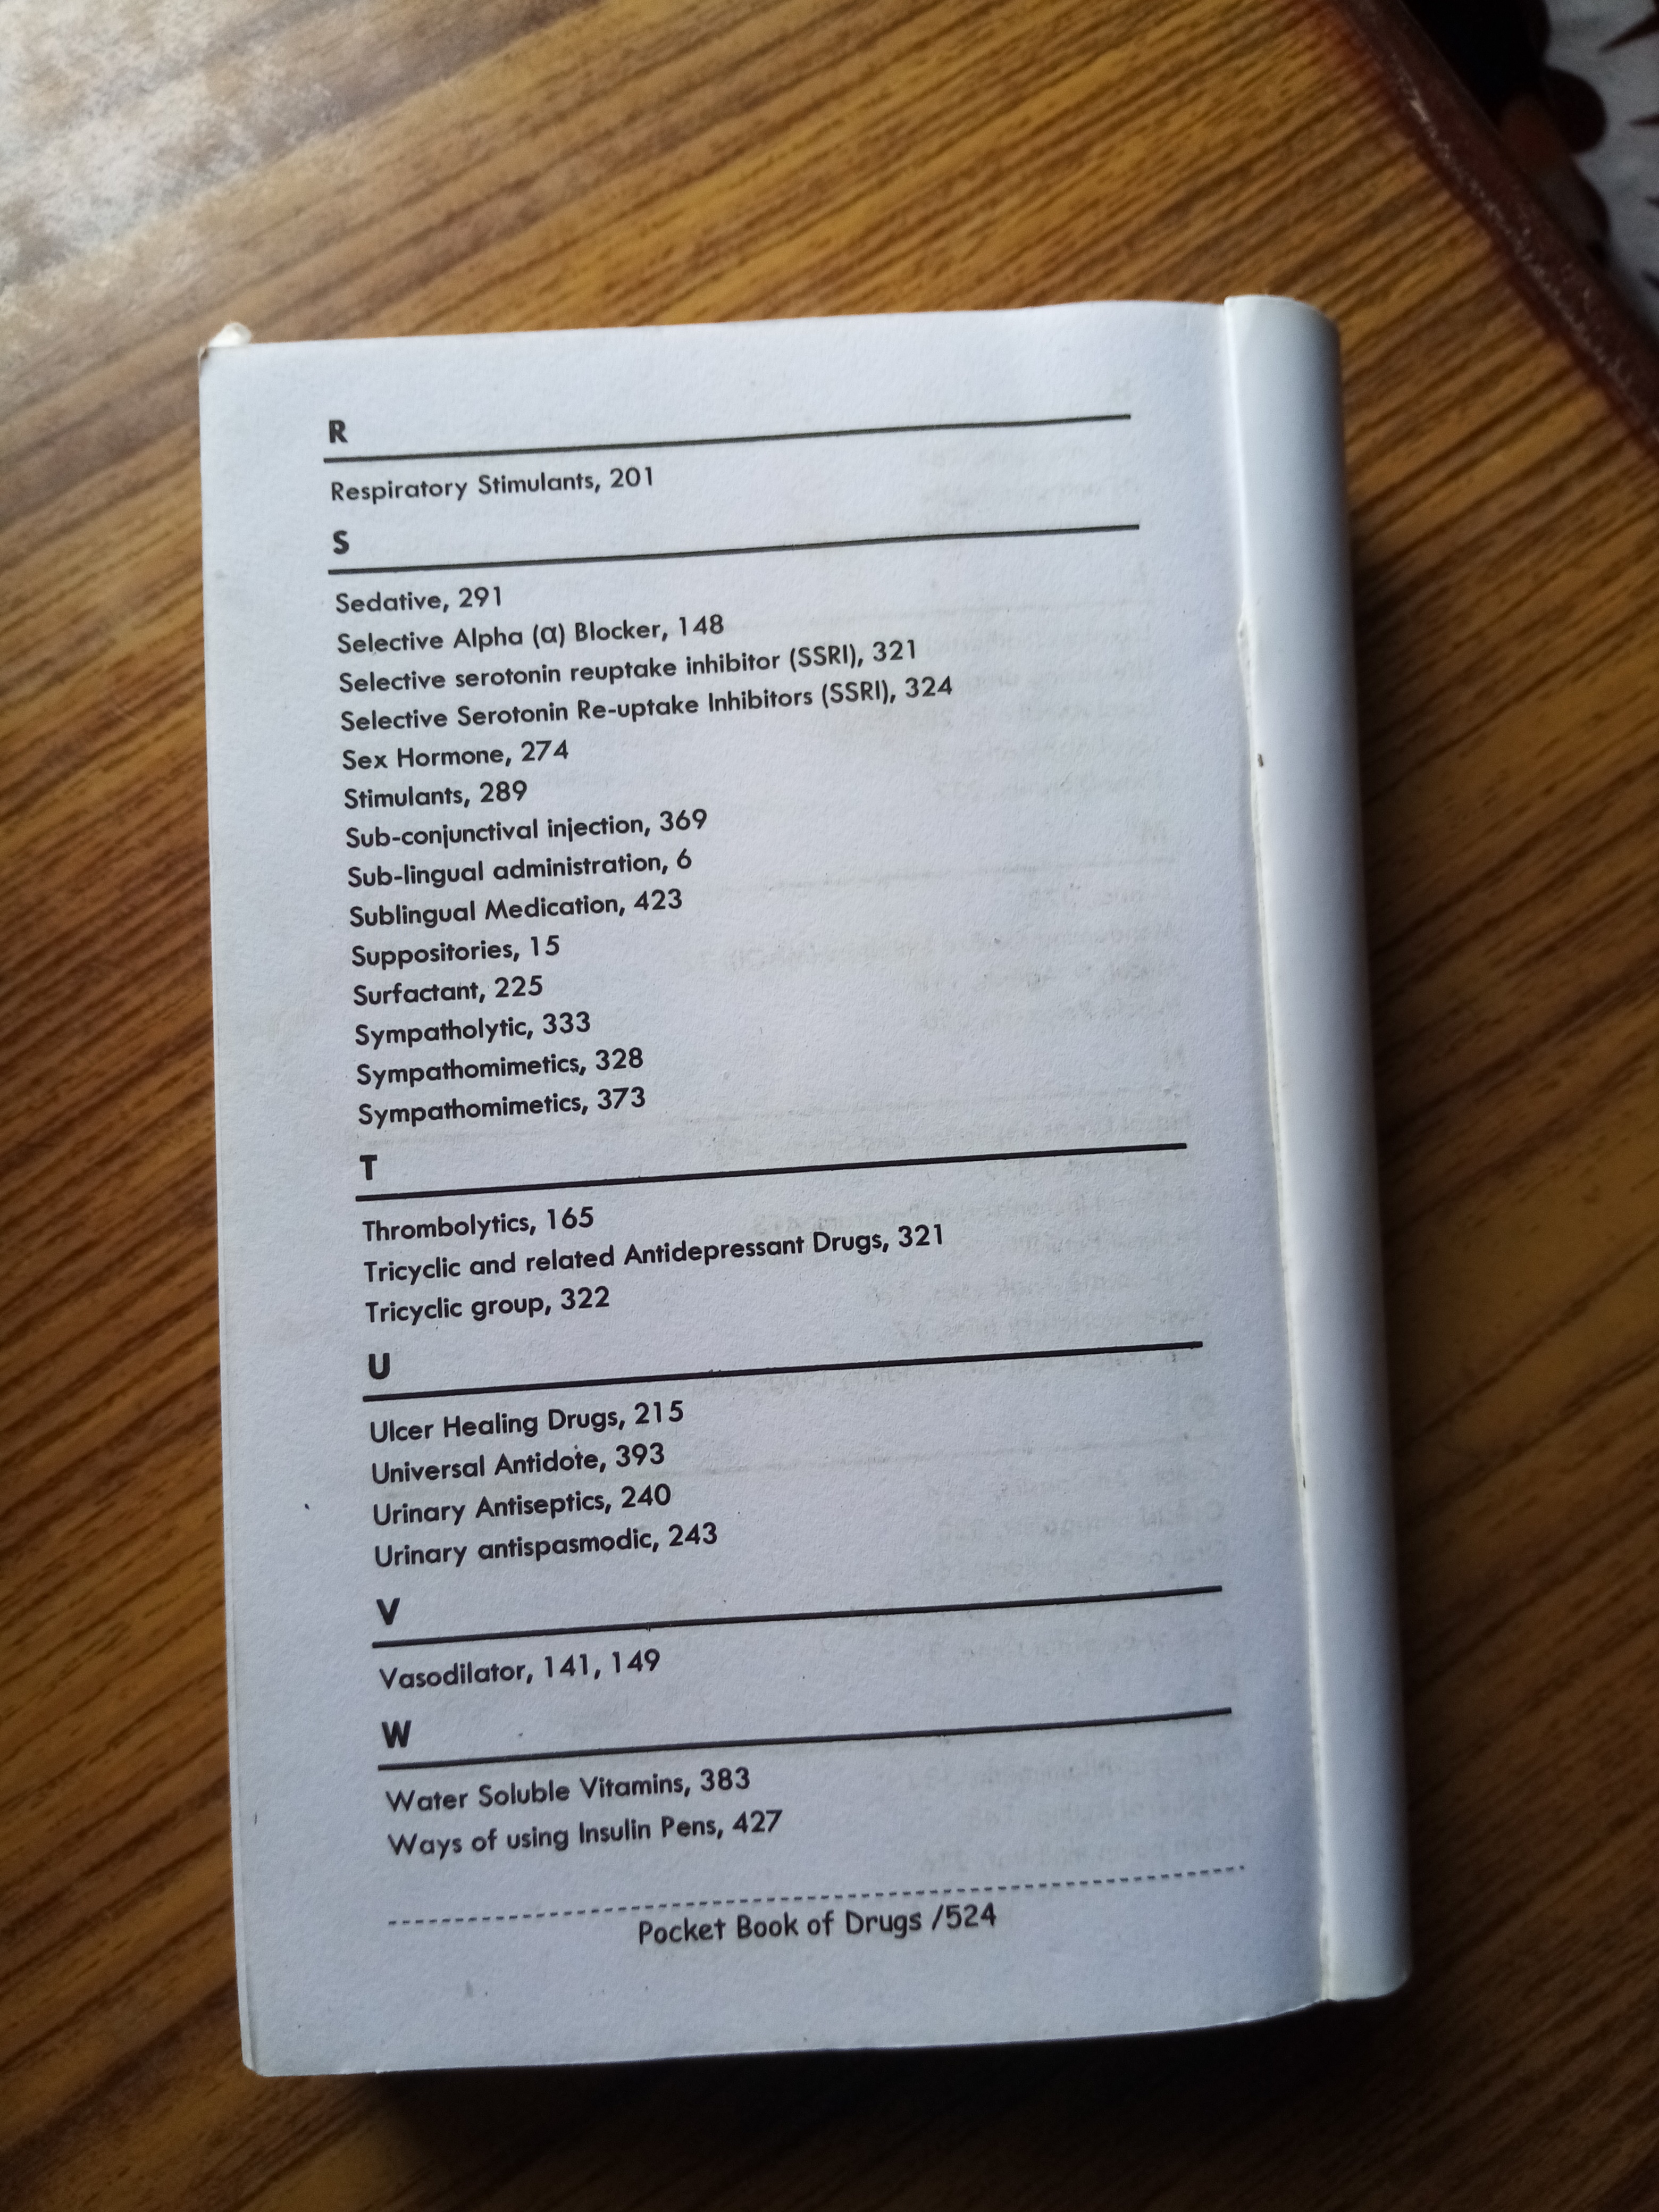 R
Respiratory Stimulants, 201
S
Sedative, 291
Selective Alpha (α) Blocker, 148
Selective serotonin reuptake inhibitor (SSRI), 321
Selective Serotonin Re-uptake Inhibitors (SSRI), 324
Sex Hormone, 274
Stimulants, 289
Sub-conjunctival injection, 369
Sub-lingual administration, 6
Sublingual Medication, 423
Suppositories, 15
Surfactant, 225
Sympatholytic, 333
Sympathomimetics, 328
Sympathomimetics, 373
T
Thrombolytics, 165
Tricyclic and related Antidepressant Drugs, 321
Tricyclic group, 322
U
Ulcer Healing Drugs, 215
Universal Antidote, 393
Urinary Antiseptics, 240
Urinary antispasmodic, 243
V
Vasodilator, 141, 149
W
Water Soluble Vitamins, 383
Ways of using Insulin Pens, 427
Pocket Book of Drugs /524